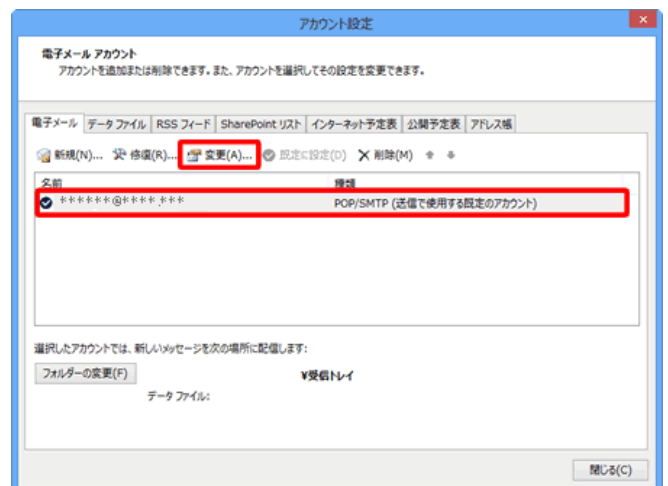 アカウント設定
電子メール アカウント
アカウントを追加または削除できます。また、アカウントを選択してその設定を変更できます。
電子メール データ ファイル RSS フィード SharePoint リスト インターネット予定表 公開予定表 アドレス帳
新規(N)... 修復(R)... 変更(A)... 既定に設定(D) 削除(M)
名前 種類
******@****.*** POP/SMTP (送信で使用する既定のアカウント)
選択したアカウントでは、新しいメッセージを次の場所に配信します:
フォルダーの変更(F) ¥受信トレイ
データ ファイル:
閉じる(C)